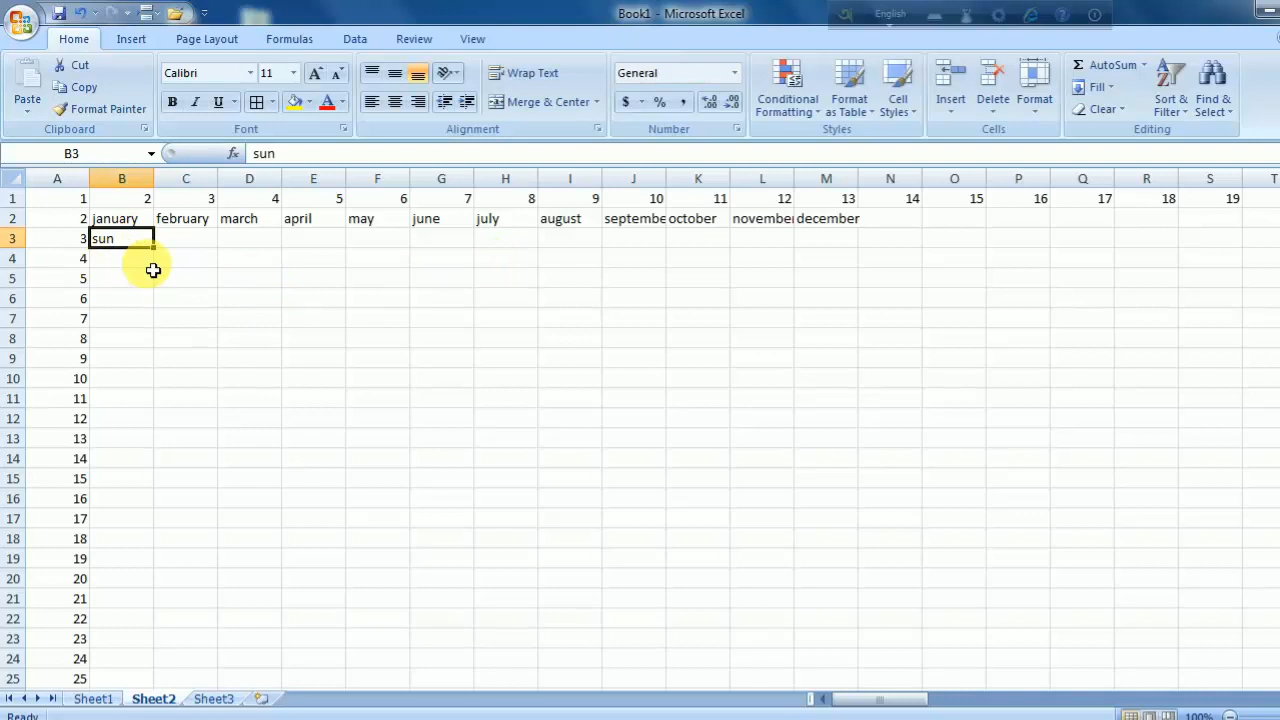 Book1 - Microsoft Excel
English
Home Insert Page Layout Formulas Data Review View
Cut
Copy
Format Painter
Paste
Clipboard
Calibri 11
B I U
Font
Wrap Text
Merge & Center
Alignment
General
$ % ,
Number
Conditional Formatting
Format as Table
Cell Styles
Styles
Insert Delete Format
Cells
AutoSum
Fill
Clear
Sort & Filter
Find & Select
Editing
B3 fx sun
A B C D E F G H I J K L M N O P Q R S T
1 1 2 3 4 5 6 7 8 9 10 11 12 13 14 15 16 17 18 19
2 2 january february march april may june july august septembe october november december
3 3 sun
4 4
5 5
6 6
7 7
8 8
9 9
10 10
11 11
12 12
13 13
14 14
15 15
16 16
17 17
18 18
19 19
20 20
21 21
22 22
23 23
24 24
25 25
Sheet1 Sheet2 Sheet3
Ready 100%